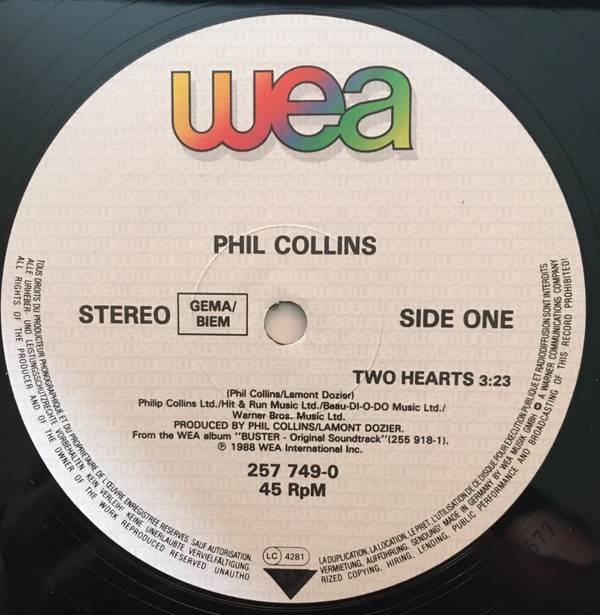 wea
PHIL COLLINS
STEREO
GEMA/
BIEM
SIDE ONE
TWO HEARTS 3:23
(Phil Collins/Lamont Dozier)
Philip Collins Ltd./Hit & Run Music Ltd./Beau-DI-O-DO Music Ltd./
Warner Bros. Music Ltd.
PRODUCED BY PHIL COLLINS/LAMONT DOZIER.
From the WEA album "BUSTER - Original Soundtrack"(255 918-1).
℗ 1988 WEA International Inc.
257 749-0
45 RpM
LC 4281
TOUS DROITS DU PRODUCTEUR PHONOGRAPHIQUE ET DU PROPRIETAIRE DE L'ŒUVRE ENREGISTREE RESERVES. SAUF AUTORISATION
LA DUPLICATION, LA LOCATION, LE PRET, L'UTILISATION DE CE DISQUE POUR EXECUTION PUBLIQUE ET RADIODIFFUSION SONT INTERDITS.
ALLE URHEBER- UND LEISTUNGSSCHUTZRECHTE VORBEHALTEN. KEIN VERLEIH! KEINE UNERLAUBTE VERVIELFÄLTIGUNG,
VERMIETUNG, AUFFÜHRUNG, SENDUNG! MADE IN GERMANY BY WEA MUSIK GMBH A WARNER COMMUNICATIONS COMPANY
ALL RIGHTS OF THE PRODUCER AND OF THE OWNER OF THE WORK REPRODUCED RESERVED UNAUTHO
RIZED COPYING, HIRING, LENDING, PUBLIC PERFORMANCE AND BROADCASTING OF THIS RECORD PROHIBITED!